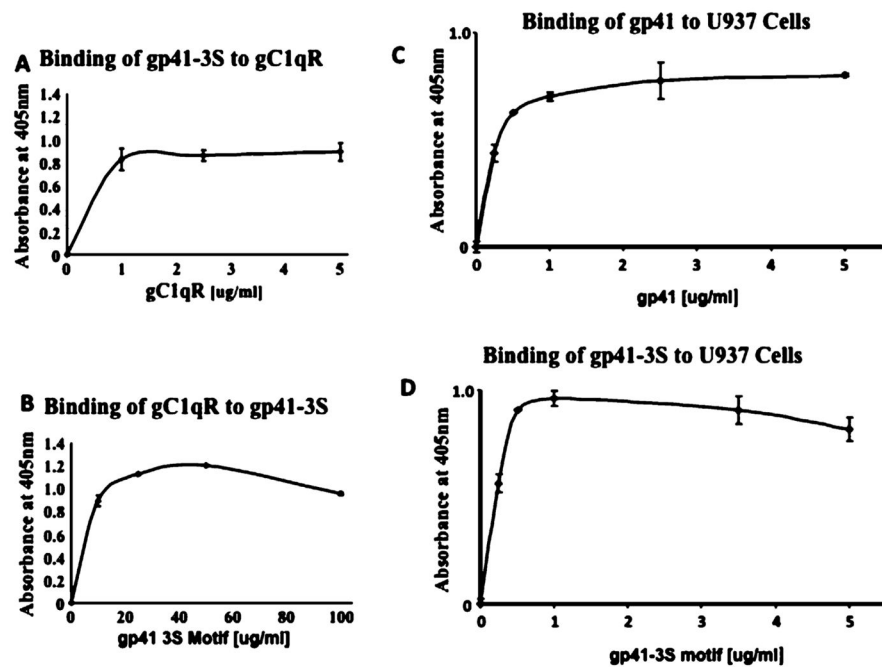 A Binding of gp41-3S to gC1qR
Absorbance at 405nm
1.4
1.2
1.0
0.8
0.6
0.4
0.2
0
0 1 2 3 4 5
gC1qR [ug/ml]
B Binding of gC1qR to gp41-3S
Absorbance at 405nm
1.4
1.2
1.0
0.8
0.6
0.4
0.2
0
0 20 40 60 80 100
gp41 3S Motif [ug/ml]
C Binding of gp41 to U937 Cells
Absorbance at 405nm
1.0
0
0 1 2 3 4 5
gp41 [ug/ml]
Binding of gp41-3S to U937 Cells
D
Absorbance at 405nm
1.0
0
0 1 2 3 4 5
gp41-3S motif [ug/ml]